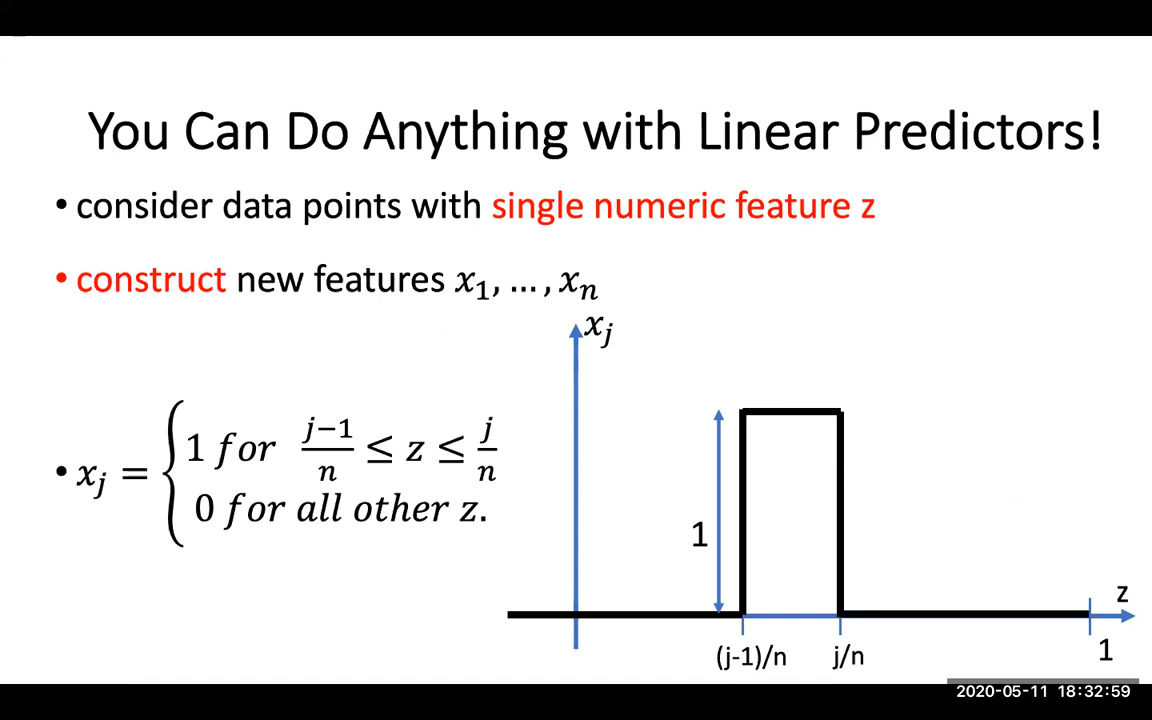 You Can Do Anything with Linear Predictors!
• consider data points with single numeric feature z
• construct new features x₁, … , xₙ
xⱼ
• xⱼ = { 1 for (j−1)/n ≤ z ≤ j/n
0 for all other z.
1
z
(j-1)/n j/n 1
2020-05-11 18:32:59